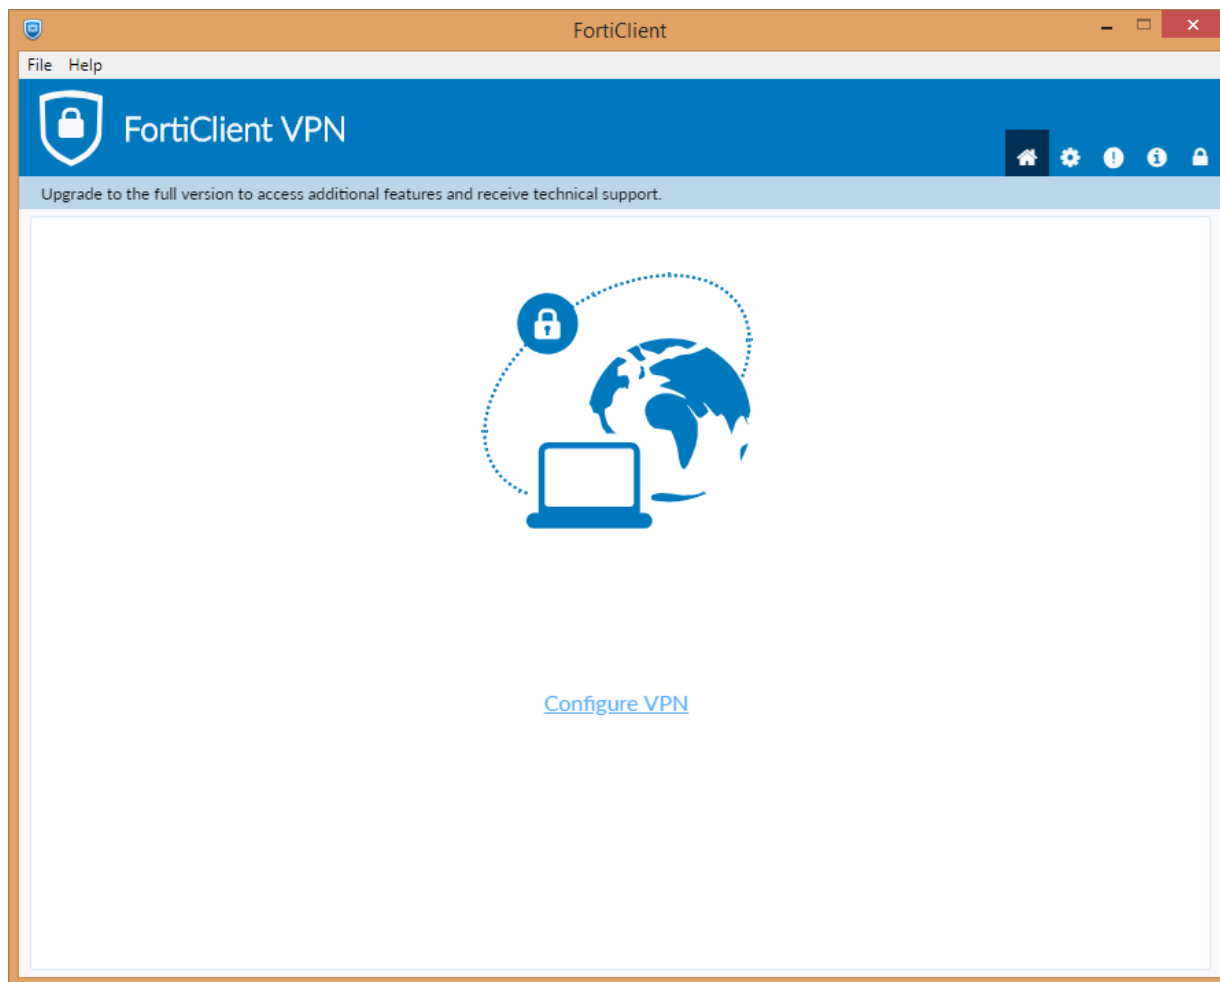 FortiClient
File Help
FortiClient VPN
Upgrade to the full version to access additional features and receive technical support.
Configure VPN